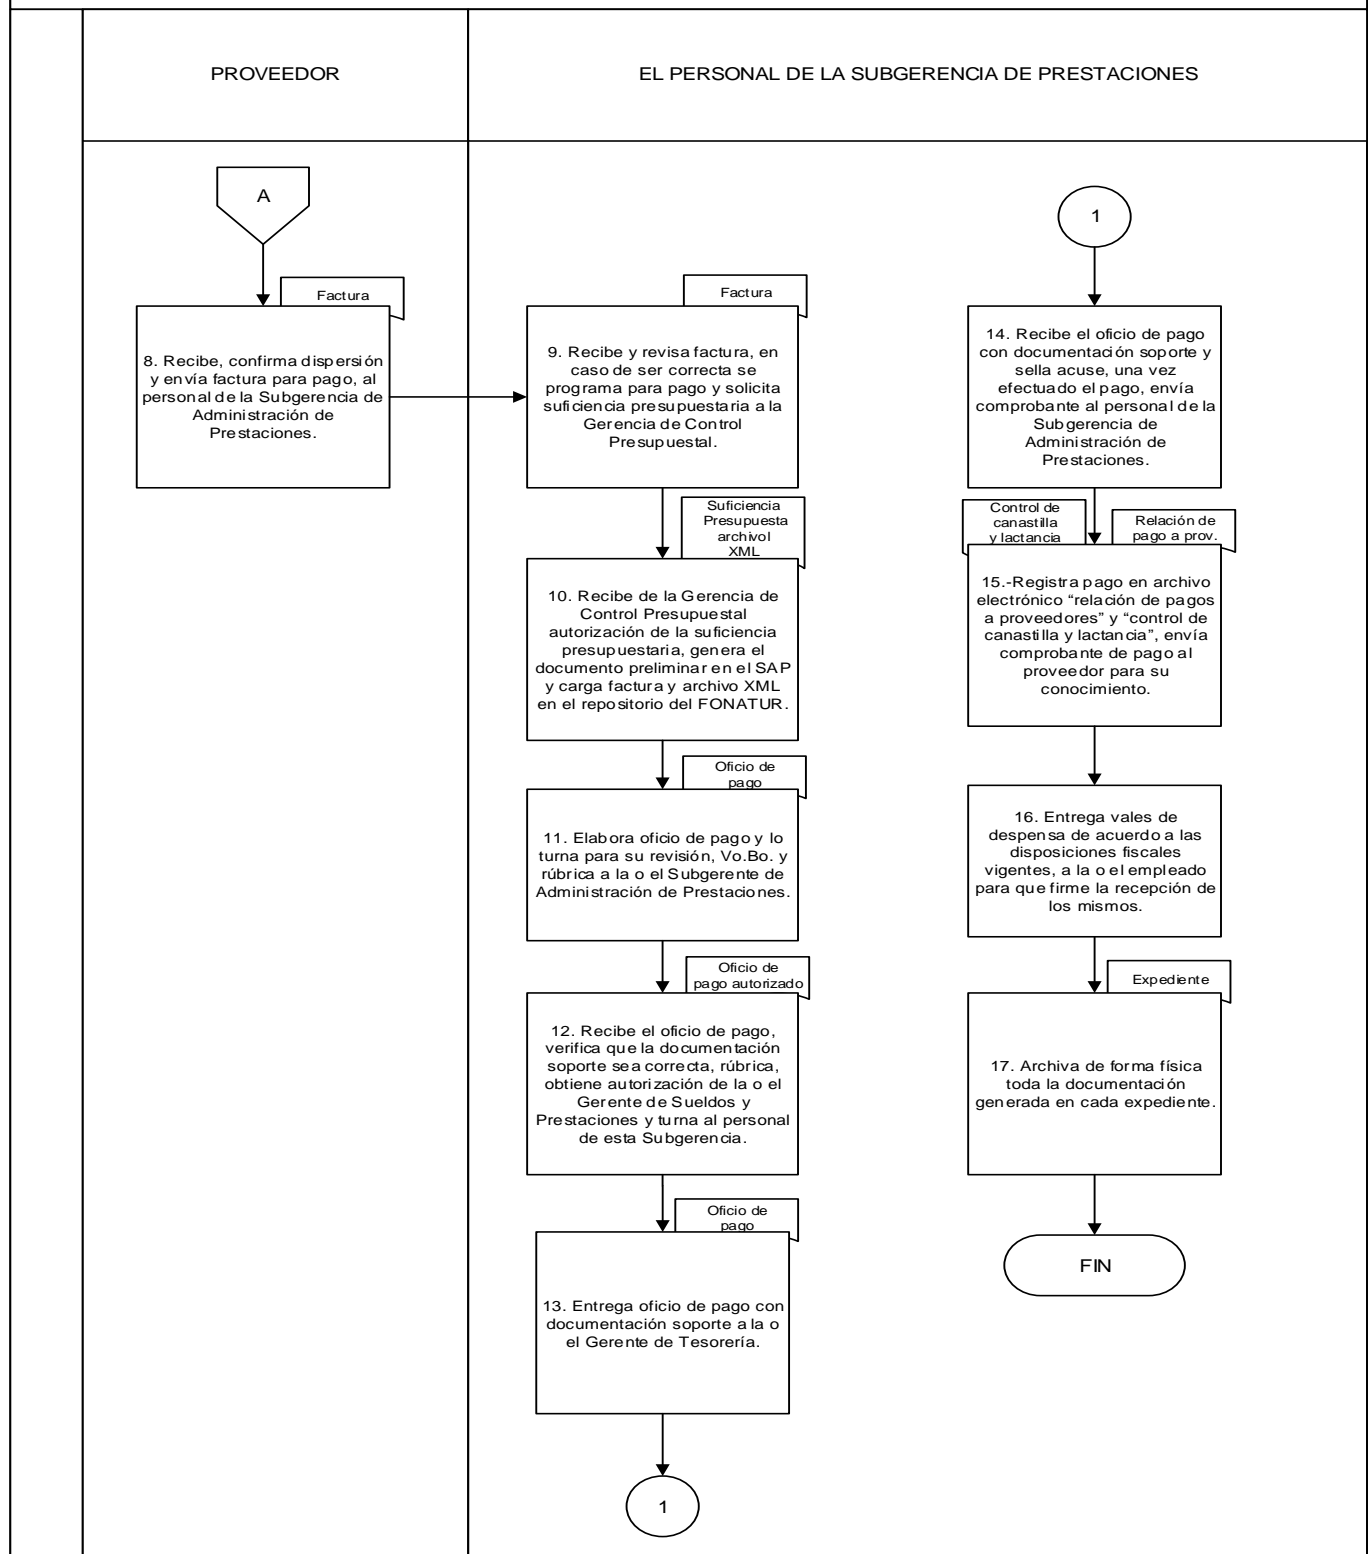 PROVEEDOR
EL PERSONAL DE LA SUBGERENCIA DE PRESTACIONES
A
Factura
8. Recibe, confirma dispersión
y envía factura para pago, al
personal de la Subgerencia de
Administración de
Prestaciones.
Factura
9. Recibe y revisa factura, en
caso de ser correcta se
programa para pago y solicita
suficiencia presupuestaria a la
Gerencia de Control
Presupuestal.
Suficiencia
Presupuesta
archivol
XML
10. Recibe de la Gerencia de
Control Presupuestal
autorización de la suficiencia
presupuestaria, genera el
documento preliminar en el SAP
y carga factura y archivo XML
en el repositorio del FONATUR.
Oficio de
pago
11. Elabora oficio de pago y lo
turna para su revisión, Vo.Bo. y
rúbrica a la o el Subgerente de
Administración de Prestaciones.
Oficio de
pago autorizado
12. Recibe el oficio de pago,
verifica que la documentación
soporte sea correcta, rúbrica,
obtiene autorización de la o el
Gerente de Sueldos y
Prestaciones y turna al personal
de esta Subgerencia.
Oficio de
pago
13. Entrega oficio de pago con
documentación soporte a la o
el Gerente de Tesorería.
1
1
14. Recibe el oficio de pago
con documentación soporte y
sella acuse, una vez
efectuado el pago, envía
comprobante al personal de la
Subgerencia de
Administración de
Prestaciones.
Control de
canastilla
y lactancia
Relación de
pago a prov.
15.-Registra pago en archivo
electrónico “relación de pagos
a proveedores” y “control de
canastilla y lactancia”, envía
comprobante de pago al
proveedor para su
conocimiento.
16. Entrega vales de
despensa de acuerdo a las
disposiciones fiscales
vigentes, a la o el empleado
para que firme la recepción de
los mismos.
Expediente
17. Archiva de forma física
toda la documentación
generada en cada expediente.
FIN